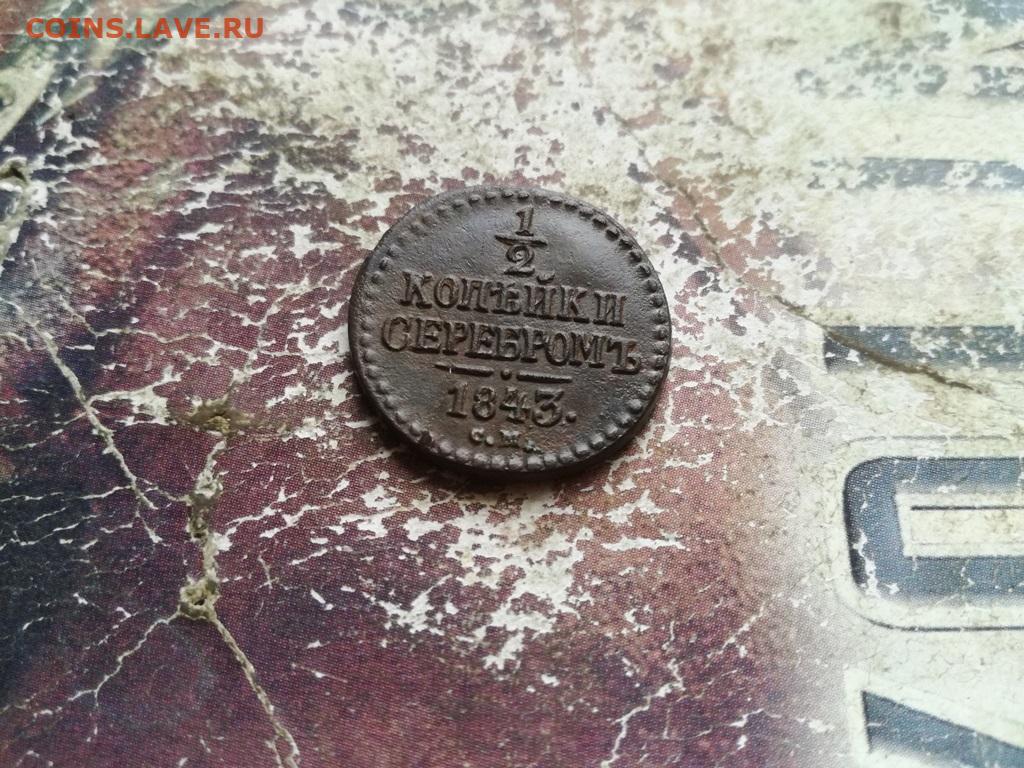 COINS.LAVE.RU
1
2
КОПѢЙКИ
СЕРЕБРОМЪ
1843.
С.М.